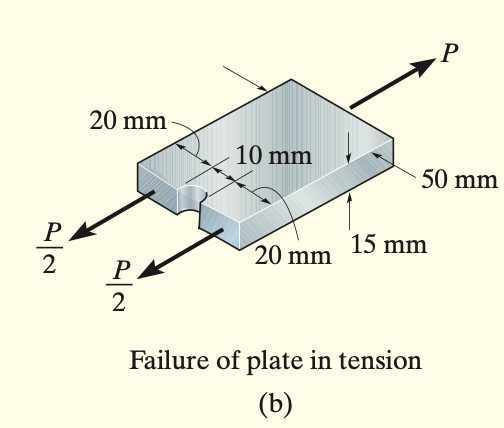 P
20 mm
10 mm
50 mm
P
2
15 mm
20 mm
P
2
Failure of plate in tension
(b)